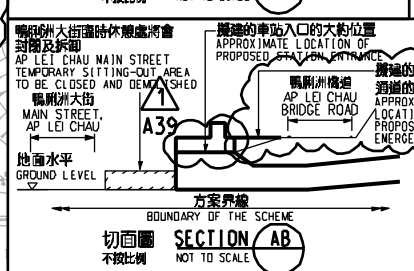 鴨脷洲大街臨時休憩處將會
封閉及拆卸
AP LEI CHAU MAIN STREET
TEMPORARY SITTING-OUT AREA
TO BE CLOSED AND DEMOLISHED
擬建的車站入口的大約位置
APPROXIMATE LOCATION OF
PROPOSED STATION ENTRANCE
鴨脷洲大街
MAIN STREET,
AP LEI CHAU
1
A39
鴨脷洲橋道
AP LEI CHAU
BRIDGE ROAD
擬建的
通道的
APPROX
LOCATI
PROPOS
EMERGE
地面水平
GROUND LEVEL
方案界線
BOUNDARY OF THE SCHEME
切面圖 SECTION AB
不按比例 NOT TO SCALE